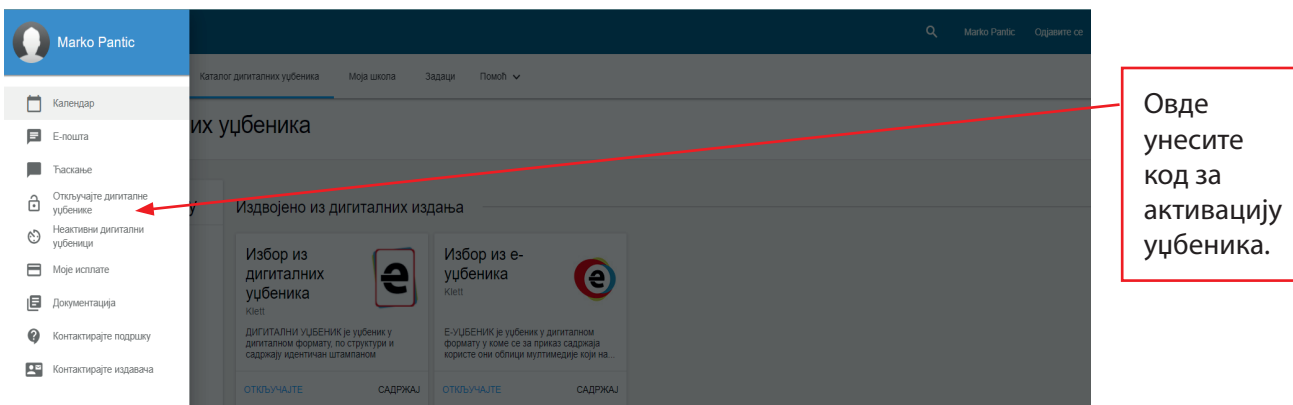 Marko Pantic
Marko Pantic
Одјавите се
Каталог дигиталних уџбеника
Моја школа
Задаци
Помоћ
их уџбеника
Календар
Е-пошта
Ћаскање
Откључајте дигиталне
уџбенике
Неактивни дигитални
уџбеници
Моје исплате
Документација
Контактирајте подршку
Контактирајте издавача
Издвојено из дигиталних издања
Избор из
дигиталних
уџбеника
Klett
ДИГИТАЛНИ УЏБЕНИК је уџбеник у
дигиталном формату, по структури и
садржају идентичан штампаном
ОТКЉУЧАЈТЕ
САДРЖАЈ
Избор из е-
уџбеника
Klett
Е-УЏБЕНИК је уџбеник у дигиталном
формату у коме се за приказ садржаја
користе они облици мултимедије који на...
ОТКЉУЧАЈТЕ
САДРЖАЈ
Овде
унесите
код за
активацију
уџбеника.